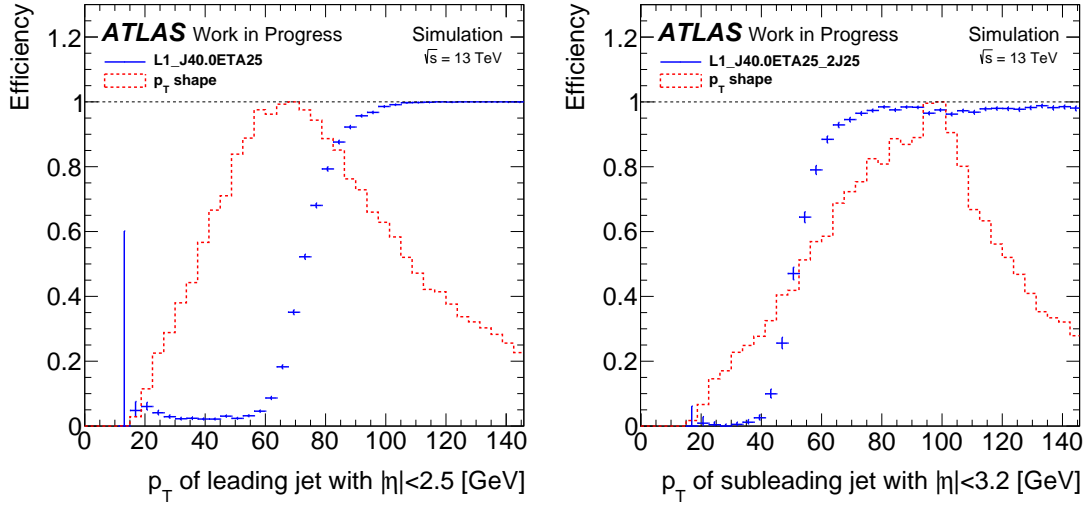 Efficiency
1.2
1
0.8
0.6
0.4
0.2
0
ATLAS Work in Progress
Simulation
√s = 13 TeV
L1_J40.0ETA25
p_T shape
0 20 40 60 80 100 120 140
p_T of leading jet with |η|<2.5 [GeV]
Efficiency
1.2
1
0.8
0.6
0.4
0.2
0
ATLAS Work in Progress
Simulation
√s = 13 TeV
L1_J40.0ETA25_2J25
p_T shape
0 20 40 60 80 100 120 140
p_T of subleading jet with |η|<3.2 [GeV]